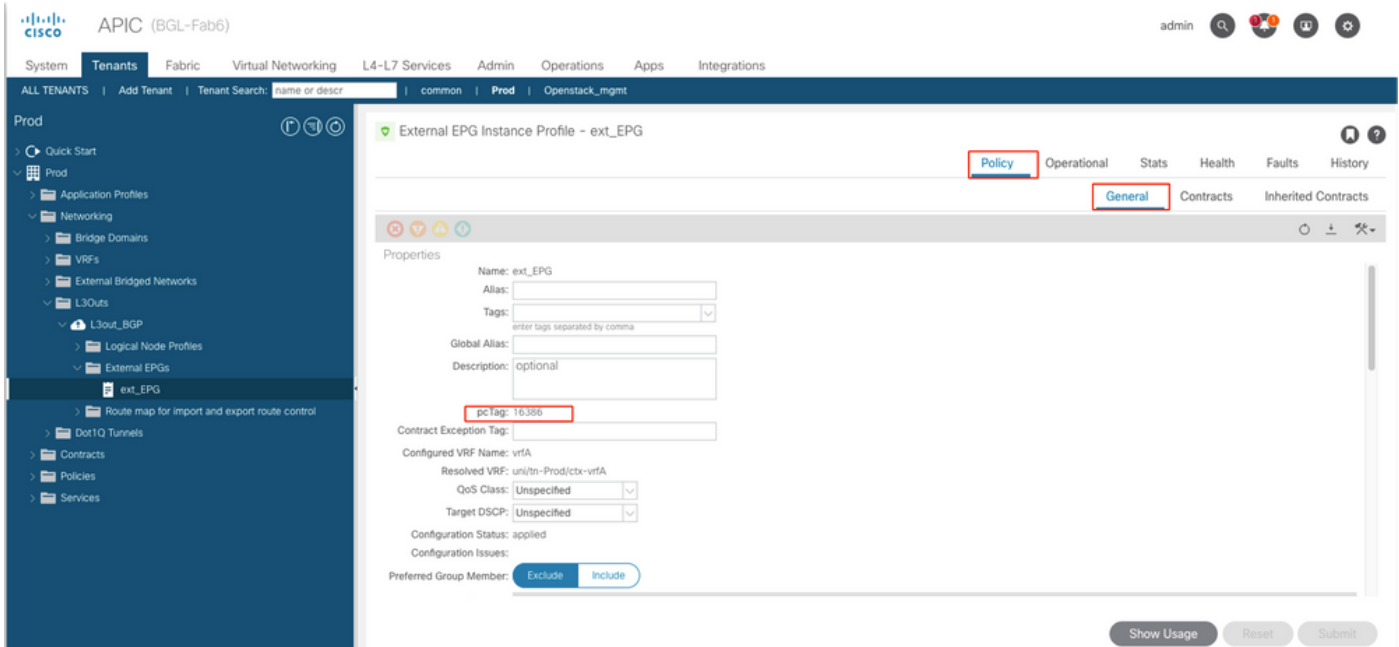 CISCO
APIC (BGL-Fab6)
admin
1
2
System Tenants Fabric Virtual Networking L4-L7 Services Admin Operations Apps Integrations
ALL TENANTS | Add Tenant | Tenant Search: name or descr | common | Prod | Openstack_mgmt
Prod
Quick Start
Prod
Application Profiles
Networking
Bridge Domains
VRFs
External Bridged Networks
L3Outs
L3out_BGP
Logical Node Profiles
External EPGs
ext_EPG
Route map for import and export route control
Dot1Q Tunnels
Contracts
Policies
Services
External EPG Instance Profile - ext_EPG
Policy Operational Stats Health Faults History
General Contracts Inherited Contracts
Properties
Name: ext_EPG
Alias:
Tags:
enter tags separated by comma
Global Alias:
Description: optional
pcTag: 16386
Contract Exception Tag:
Configured VRF Name: vrfA
Resolved VRF: uni/tn-Prod/ctx-vrfA
QoS Class: Unspecified
Target DSCP: Unspecified
Configuration Status: applied
Configuration Issues:
Preferred Group Member: Exclude Include
Show Usage Reset Submit